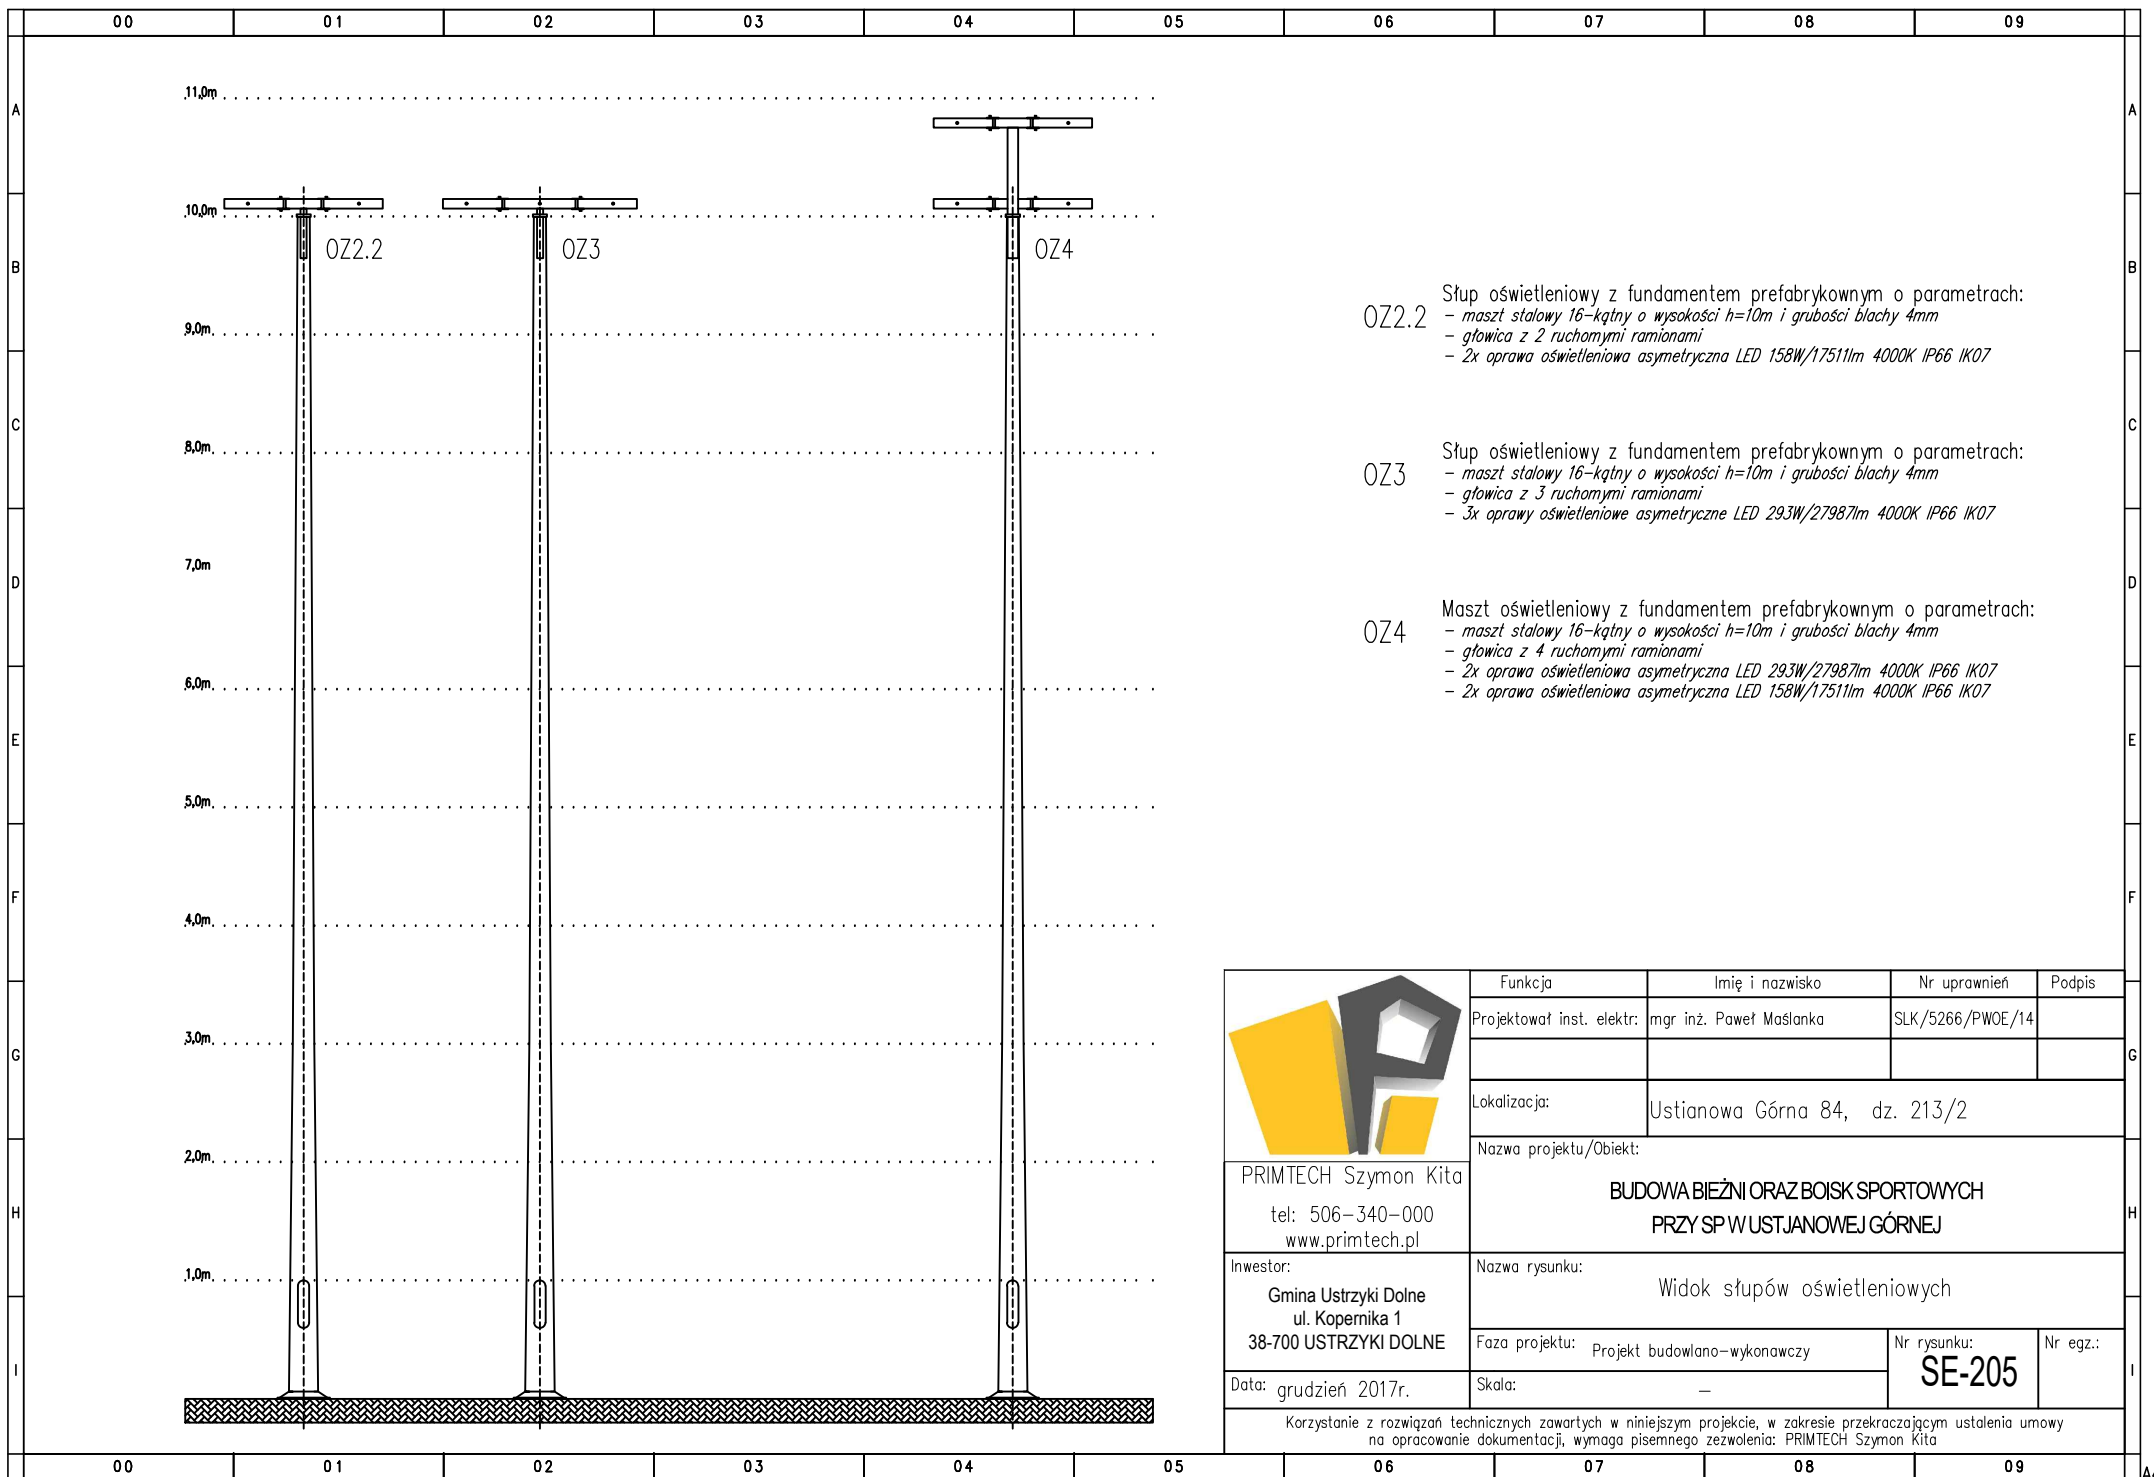 00 01 02 03 04 05 06 07 08 09
A A
B B
C C
D D
E E
F F
G G
H H
I I
11,0m
10,0m
9,0m
8,0m
7,0m
6,0m
5,0m
4,0m
3,0m
2,0m
1,0m
OZ2.2
OZ3
OZ4
OZ2.2
Słup oświetleniowy z fundamentem prefabrykownym o parametrach:
- maszt stalowy 16-kątny o wysokości h=10m i grubości blachy 4mm
- głowica z 2 ruchomymi ramionami
- 2x oprawa oświetleniowa asymetryczna LED 158W/17511lm 4000K IP66 IK07
OZ3
Słup oświetleniowy z fundamentem prefabrykownym o parametrach:
- maszt stalowy 16-kątny o wysokości h=10m i grubości blachy 4mm
- głowica z 3 ruchomymi ramionami
- 3x oprawy oświetleniowe asymetryczne LED 293W/27987lm 4000K IP66 IK07
OZ4
Maszt oświetleniowy z fundamentem prefabrykownym o parametrach:
- maszt stalowy 16-kątny o wysokości h=10m i grubości blachy 4mm
- głowica z 4 ruchomymi ramionami
- 2x oprawa oświetleniowa asymetryczna LED 293W/27987lm 4000K IP66 IK07
- 2x oprawa oświetleniowa asymetryczna LED 158W/17511lm 4000K IP66 IK07
Funkcja Imię i nazwisko Nr uprawnień Podpis
Projektował inst. elektr: mgr inż. Paweł Maślanka SLK/5266/PWOE/14
Lokalizacja: Ustianowa Górna 84, dz. 213/2
Nazwa projektu/Obiekt:
BUDOWA BIEŻNI ORAZ BOISK SPORTOWYCH
PRZY SP W USTJANOWEJ GÓRNEJ
PRIMTECH Szymon Kita
tel: 506-340-000
www.primtech.pl
Inwestor:
Gmina Ustrzyki Dolne
ul. Kopernika 1
38-700 USTRZYKI DOLNE
Nazwa rysunku:
Widok słupów oświetleniowych
Faza projektu: Projekt budowlano-wykonawczy
Nr rysunku:
SE-205
Nr egz.:
Data: grudzień 2017r.
Skala: -
Korzystanie z rozwiązań technicznych zawartych w niniejszym projekcie, w zakresie przekraczającym ustalenia umowy
na opracowanie dokumentacji, wymaga pisemnego zezwolenia: PRIMTECH Szymon Kita
00 01 02 03 04 05 06 07 08 09